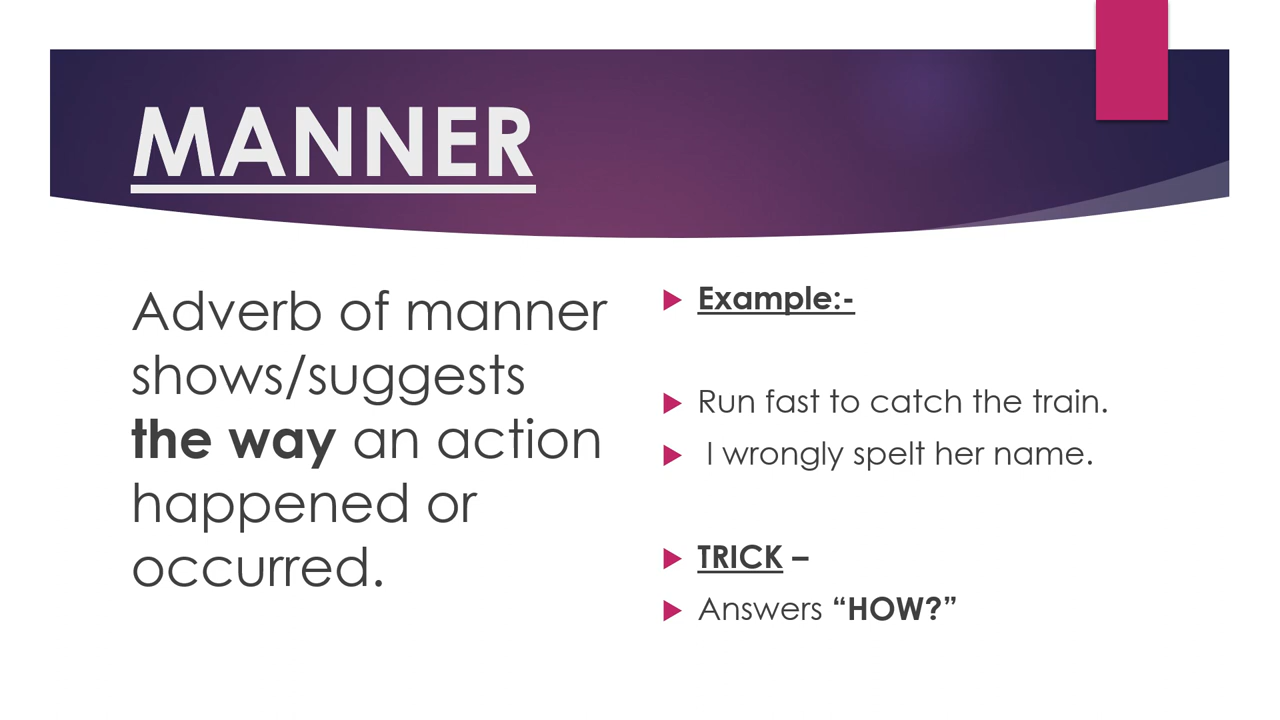 MANNER
Adverb of manner
shows/suggests
the way an action
happened or
occurred.
Example:-
Run fast to catch the train.
I wrongly spelt her name.
TRICK –
Answers “HOW?”